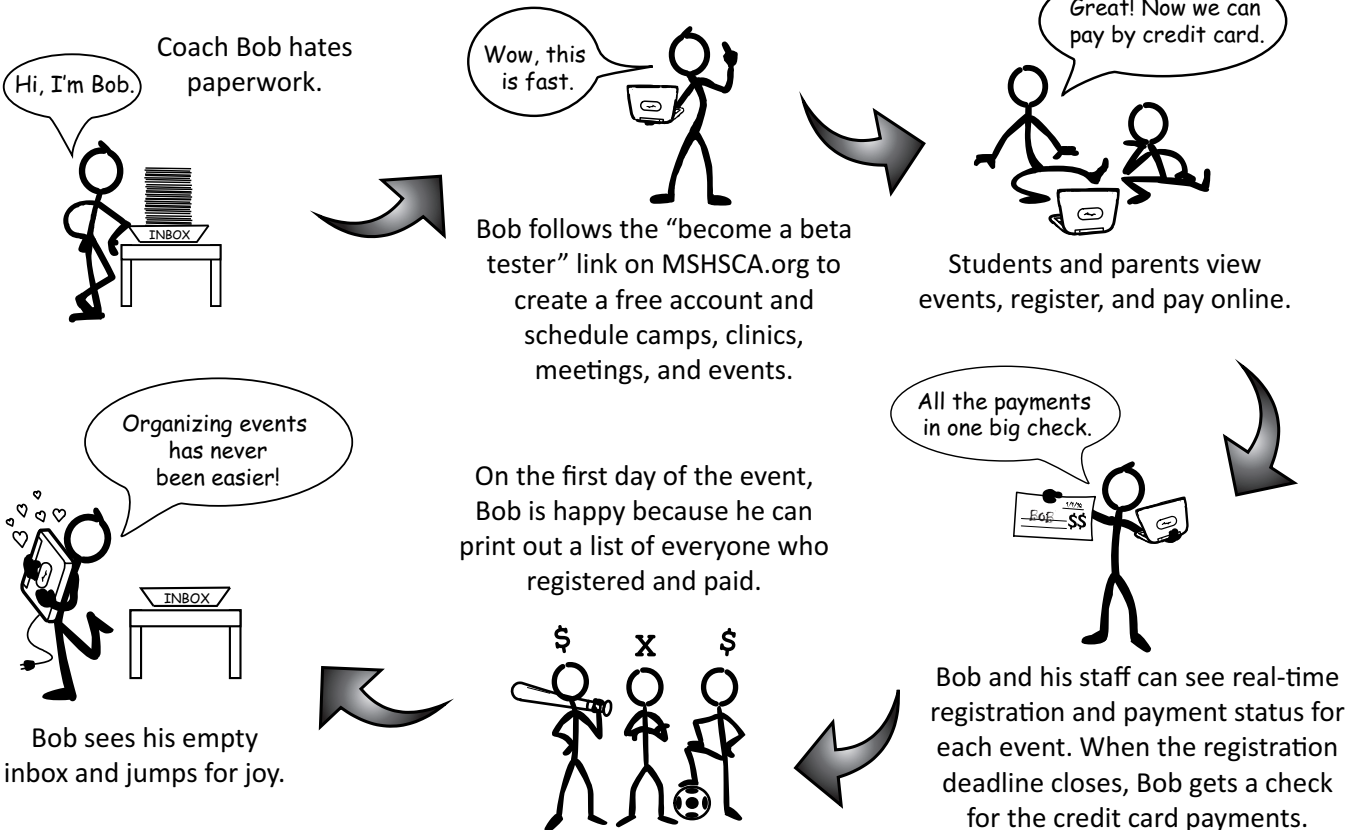 Hi, I'm Bob.
Coach Bob hates
paperwork.
INBOX
Wow, this
is fast.
Bob follows the “become a beta
tester” link on MSHSCA.org to
create a free account and
schedule camps, clinics,
meetings, and events.
Great! Now we can
pay by credit card.
Students and parents view
events, register, and pay online.
All the payments
in one big check.
BOB
$$
Bob and his staff can see real-time
registration and payment status for
each event. When the registration
deadline closes, Bob gets a check
for the credit card payments.
On the first day of the event,
Bob is happy because he can
print out a list of everyone who
registered and paid.
$ X $
Organizing events
has never
been easier!
INBOX
Bob sees his empty
inbox and jumps for joy.